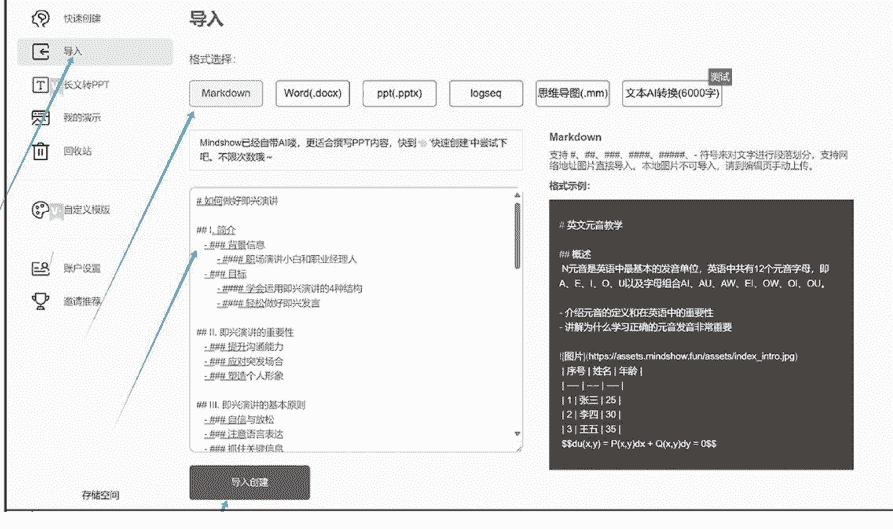 快速创建
导入
长文转PPT
我的演示
回收站
自定义模版
账户设置
邀请推荐
存储空间
导入
格式选择:
Markdown
Word(.docx)
ppt(.pptx)
logseq
思维导图(.mm)
文本AI转换(6000字)
测试
Mindshow已经自带AI喽，更适合撰写PPT内容，快到👈'快速创建'中尝试下
吧。不限次数哦~
# 如何做好即兴演讲
## I. 简介
- ### 背景信息
- #### 职场演讲小白和职业经理人
- ### 目标
- #### 学会运用即兴演讲的4种结构
- #### 轻松做好即兴发言
## II. 即兴演讲的重要性
- ### 提升沟通能力
- ### 应对突发场合
- ### 塑造个人形象
## III. 即兴演讲的基本原则
- ### 自信与放松
- ### 注意语言表达
- ### 抓住关键信息
导入创建
Markdown
支持 #、##、###、####、#####、- 符号来对文字进行段落划分，支持网
络地址图片直接导入。本地图片不可导入，请到编辑页手动上传。
格式示例:
# 英文元音教学
## 概述
N元音是英语中最基本的发音单位，英语中共有12个元音字母，即
A、E、I、O、U以及字母组合AI、AU、AW、EI、OW、OI、OU。
- 介绍元音的定义和在英语中的重要性
- 讲解为什么学习正确的元音发音非常重要
![图片](https://assets.mindshow.fun/assets/index_intro.jpg)
| 序号 | 姓名 | 年龄 |
| --- | --- | --- |
| 1 | 张三 | 25 |
| 2 | 李四 | 30 |
| 3 | 王五 | 35 |
$$du(x,y) = P(x,y)dx + Q(x,y)dy = 0$$